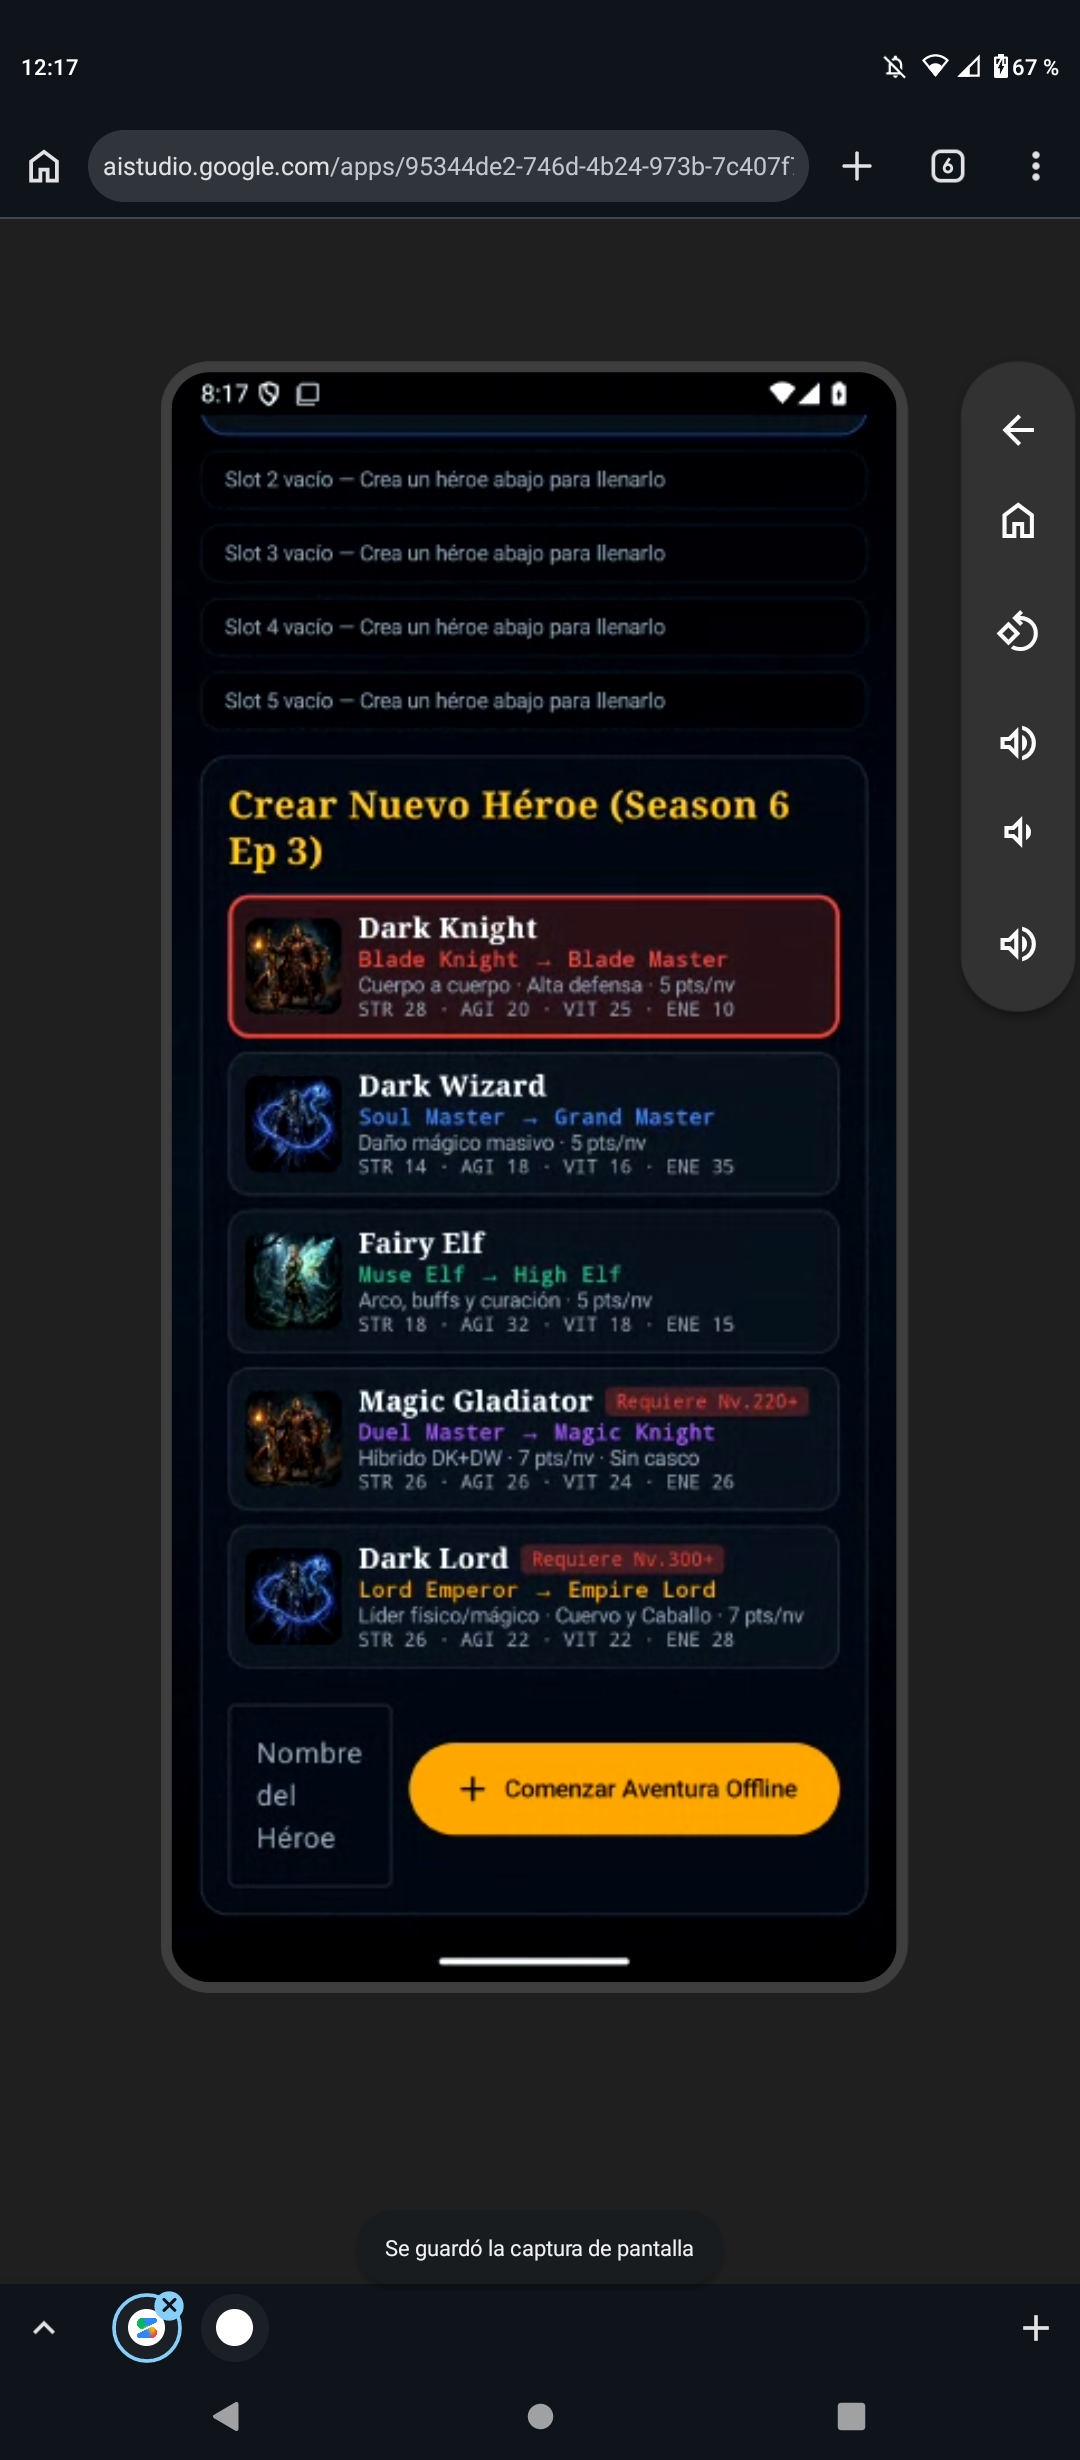 12:17
67 %
aistudio.google.com/apps/95344de2-746d-4b24-973b-7c407f
6
8:17
Slot 2 vacío — Crea un héroe abajo para llenarlo
Slot 3 vacío — Crea un héroe abajo para llenarlo
Slot 4 vacío — Crea un héroe abajo para llenarlo
Slot 5 vacío — Crea un héroe abajo para llenarlo
Crear Nuevo Héroe (Season 6
Ep 3)
Dark Knight
Blade Knight → Blade Master
Cuerpo a cuerpo · Alta defensa · 5 pts/nv
STR 28 · AGI 20 · VIT 25 · ENE 10
Dark Wizard
Soul Master → Grand Master
Daño mágico masivo · 5 pts/nv
STR 14 · AGI 18 · VIT 16 · ENE 35
Fairy Elf
Muse Elf → High Elf
Arco, buffs y curación · 5 pts/nv
STR 18 · AGI 32 · VIT 18 · ENE 15
Magic Gladiator Requiere Nv.220+
Duel Master → Magic Knight
Híbrido DK+DW · 7 pts/nv · Sin casco
STR 26 · AGI 26 · VIT 24 · ENE 26
Dark Lord Requiere Nv.300+
Lord Emperor → Empire Lord
Líder físico/mágico · Cuervo y Caballo · 7 pts/nv
STR 26 · AGI 22 · VIT 22 · ENE 28
Nombre
del
Héroe
+ Comenzar Aventura Offline
Se guardó la captura de pantalla